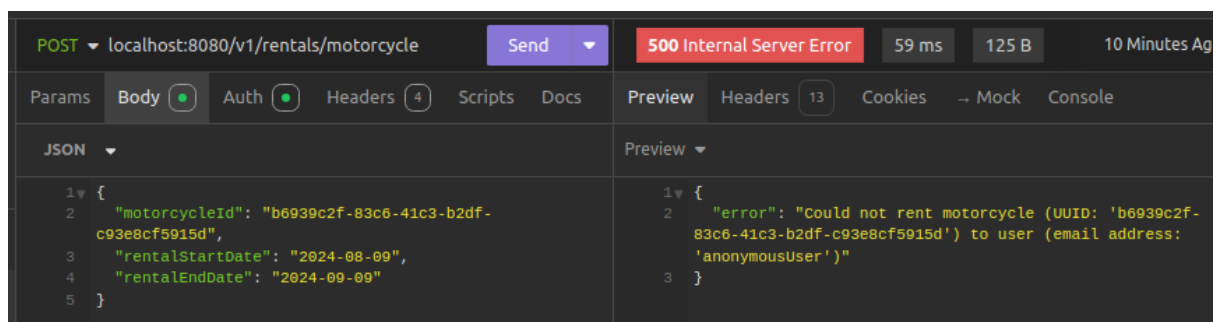 POST localhost:8080/v1/rentals/motorcycle Send 500 Internal Server Error 59 ms 125 B 10 Minutes Ag
Params Body Auth Headers 4 Scripts Docs Preview Headers 13 Cookies → Mock Console
JSON Preview
1 {
2 "motorcycleId": "b6939c2f-83c6-41c3-b2df-
c93e8cf5915d",
3 "rentalStartDate": "2024-08-09",
4 "rentalEndDate": "2024-09-09"
5 }
1 {
2 "error": "Could not rent motorcycle (UUID: 'b6939c2f-
83c6-41c3-b2df-c93e8cf5915d') to user (email address:
'anonymousUser')"
3 }